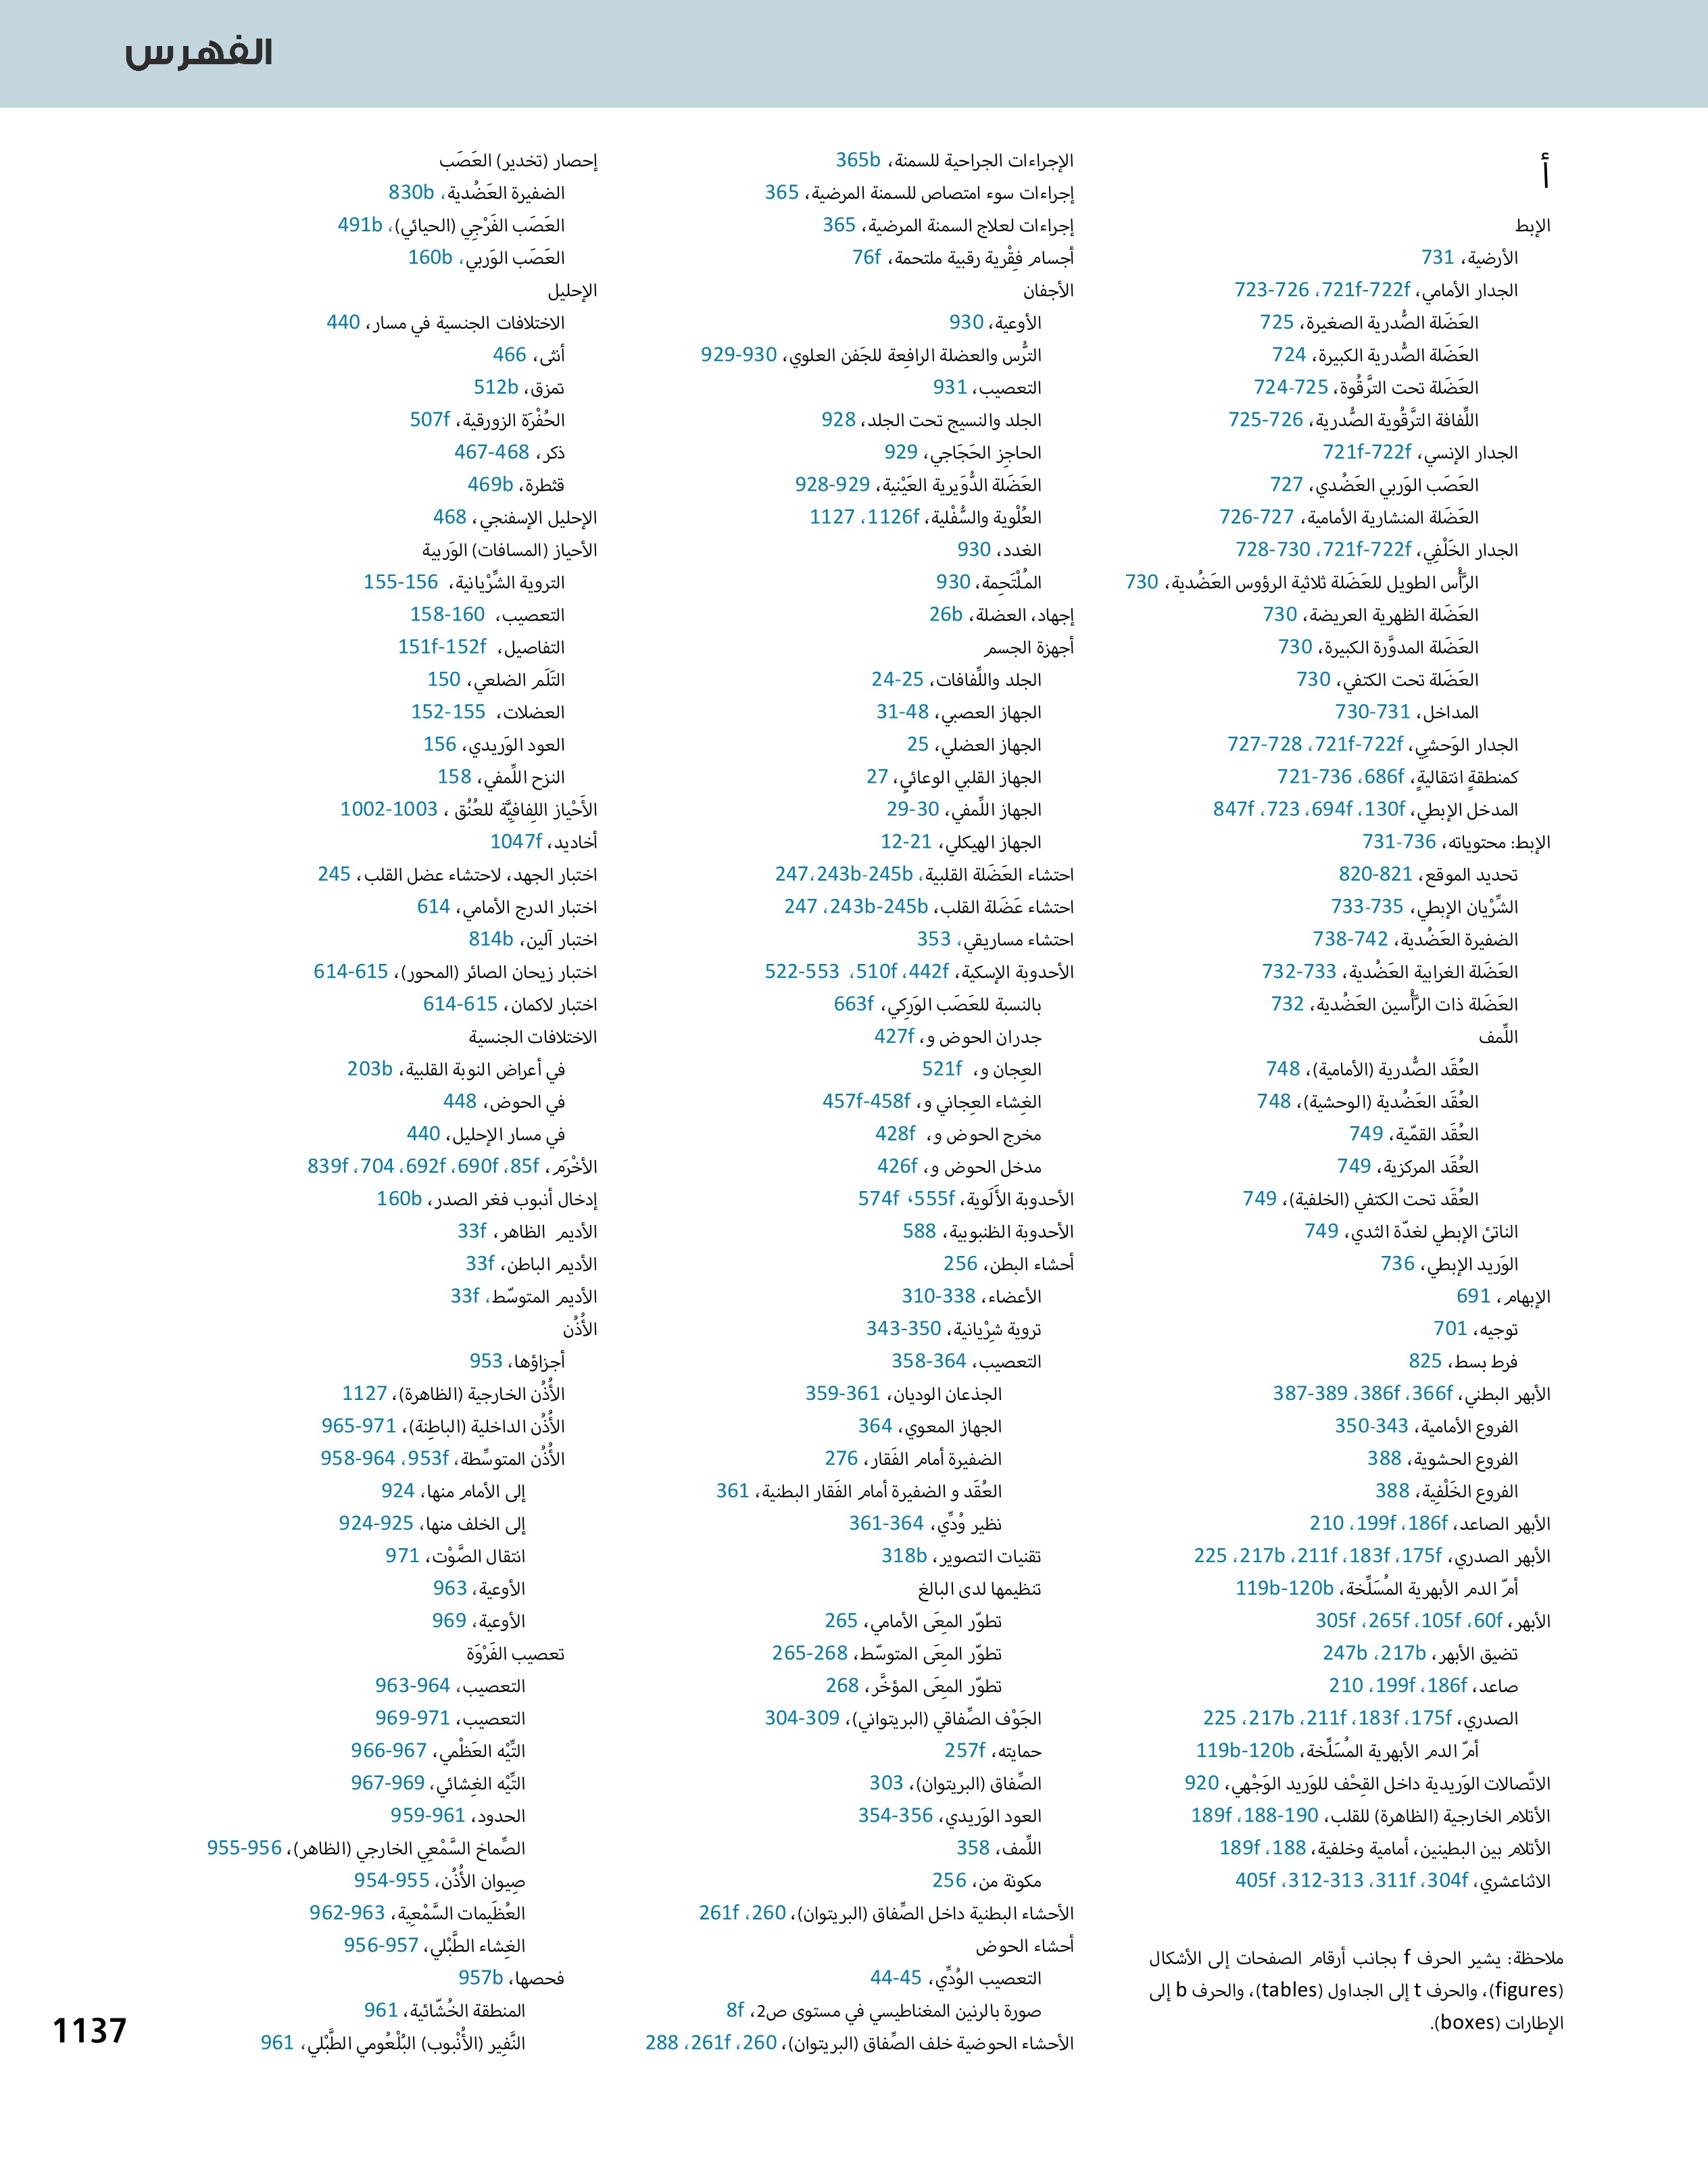 الفهرس
أ
الإبط
الأرضية، 731
الجدار الأمامي، 721f-722f، 723-726
العَضَلة الصُّدرية الصغيرة، 725
العَضَلة الصُّدرية الكبيرة، 724
العَضَلة تحت التَّرقُوة، 724-725
اللِّفافة التَّرقُوية الصُّدرية، 725-726
الجدار الإنسي، 721f-722f
العَصَب الوَربي العَضُدي، 727
العَضَلة المنشارية الأمامية، 726-727
الجدار الخَلْفِي، 721f-722f، 728-730
الرَّأْس الطويل للعَضَلة ثلاثية الرؤوس العَضُدية، 730
العَضَلة الظهرية العريضة، 730
العَضَلة المدوَّرة الكبيرة، 730
العَضَلة تحت الكتفي، 730
المداخل، 730-731
الجدار الوَحشِي، 721f-722f، 727-728
كمنطقةٍ انتقاليةٍ، 686f، 721-736
المدخل الإبطي، 130f، 694f، 723، 847f
الإبط: محتوياته، 731-736
تحديد الموقع، 820-821
الشِّرْيان الإبطي، 733-735
الضفيرة العَضُدية، 738-742
العَضَلة الغرابية العَضُدية، 732-733
العَضَلة ذات الرَّأْسين العَضُدية، 732
اللِّمف
العُقَد الصُّدرية (الأمامية)، 748
العُقَد العَضُدية (الوحشية)، 748
العُقَد القمّية، 749
العُقَد المركزية، 749
العُقَد تحت الكتفي (الخلفية)، 749
الناتئ الإبطي لغدّة الثدي، 749
الوَريد الإبطي، 736
الإبهام، 691
توجيه، 701
فرط بسط، 825
الأبهر البطني، 366f، 386f، 387-389
الفروع الأمامية، 343-350
الفروع الحشوية، 388
الفروع الخَلْفِية، 388
الأبهر الصاعد، 186f، 199f، 210
الأبهر الصدري، 175f، 183f، 211f، 217b، 225
أمّ الدم الأبهرية المُسَلِّخة، 119b-120b
الأبهر، 60f، 105f، 265f، 305f
تضيق الأبهر، 217b، 247b
صاعد، 186f، 199f، 210
الصدري، 175f، 183f، 211f، 217b، 225
أمّ الدم الأبهرية المُسَلِّخة، 119b-120b
الاتّصالات الوَريدية داخل القِحْف للوَريد الوَجْهي، 920
الأتلام الخارجية (الظاهرة) للقلب، 188-190، 189f
الأتلام بين البطينين، أمامية وخلفية، 188، 189f
الاثناعشري، 304f، 311f، 312-313، 405f
ملاحظة: يشير الحرف f بجانب أرقام الصفحات إلى الأشكال
(figures)، والحرف t إلى الجداول (tables)، والحرف b إلى
الإطارات (boxes).
الإجراءات الجراحية للسمنة، 365b
إجراءات سوء امتصاص للسمنة المرضية، 365
إجراءات لعلاج السمنة المرضية، 365
أجسام فِقْرية رقبية ملتحمة، 76f
الأجفان
الأوعية، 930
التُّرس والعضلة الرافِعة للجَفن العلوي، 929-930
التعصيب، 931
الجلد والنسيج تحت الجلد، 928
الحاجِز الحَجَاجي، 929
العَضَلة الدُّوَيرية العَيْنية، 928-929
العُلْوية والسُّفْلية، 1126f، 1127
الغدد، 930
المُلْتَحِمة، 930
إجهاد، العضلة، 26b
أجهزة الجسم
الجلد واللِّفافات، 24-25
الجهاز العصبي، 31-48
الجهاز العضلي، 25
الجهاز القلبي الوعائي، 27
الجهاز اللِّمفي، 29-30
الجهاز الهيكلي، 12-21
احتشاء العَضَلة القلبية، 243b-245b،247
احتشاء عَضَلة القلب، 243b-245b، 247
احتشاء مساريقي، 353
الأحدوبة الإسكية، 442f، 510f، 522-553
بالنسبة للعَصَب الوَرِكي، 663f
جدران الحوض و، 427f
العِجان و، 521f
الغِشاء العِجاني و، 457f-458f
مخرج الحوض و، 428f
مدخل الحوض و، 426f
الأحدوبة الأَلَوية، 555f، 574f
الأحدوبة الظنبوبية، 588
أحشاء البطن، 256
الأعضاء، 310-338
تروية شِرْيانية، 343-350
التعصيب، 358-364
الجذعان الوديان، 359-361
الجهاز المعوي، 364
الضفيرة أمام الفَقار، 276
العُقَد و الضفيرة أمام الفَقار البطنية، 361
نظير وُدِّي، 361-364
تقنيات التصوير، 318b
تنظيمها لدى البالغ
تطوّر المِعَى الأمامي، 265
تطوّر المِعَى المتوسّط، 265-268
تطوّر المِعَى المؤخَّر، 268
الجَوْف الصِّفاقي (البريتواني)، 304-309
حمايته، 257f
الصِّفاق (البريتوان)، 303
العود الوَريدي، 354-356
اللِّمف، 358
مكونة من، 256
الأحشاء البطنية داخل الصِّفاق (البريتوان)، 260، 261f
أحشاء الحوض
التعصيب الوُدِّي، 44-45
صورة بالرنين المغناطيسي في مستوى ص2، 8f
الأحشاء الحوضية خلف الصِّفاق (البريتوان)، 260، 261f، 288
إحصار (تخدير) العَصَب
الضفيرة العَضُدية، 830b
العَصَب الفَرْجِي (الحيائي)، 491b
العَصَب الوَربي، 160b
الإحليل
الاختلافات الجنسية في مسار، 440
أنثى، 466
تمزق، 512b
الحُفْرَة الزورقية، 507f
ذكر، 467-468
قثطرة، 469b
الإحليل الإسفنجي، 468
الأحياز (المسافات) الوَربية
التروية الشِّرْيانية، 155-156
التعصيب، 158-160
التفاصيل، 151f-152f
التَلَم الضلعي، 150
العضلات، 152-155
العود الوَريدي، 156
النزح اللِّمفي، 158
الأَحْياز اللِفافِيَّة للعُنُق ، 1002-1003
أخاديد، 1047f
اختبار الجهد، لاحتشاء عضل القلب، 245
اختبار الدرج الأمامي، 614
اختبار آلين، 814b
اختبار زيحان الصائر (المحور)، 614-615
اختبار لاكمان، 614-615
الاختلافات الجنسية
في أعراض النوبة القلبية، 203b
في الحوض، 448
في مسار الإحليل، 440
الأخْرَم، 85f، 690f، 692f، 704، 839f
إدخال أنبوب فغر الصدر، 160b
الأديم الظاهر، 33f
الأديم الباطن، 33f
الأديم المتوسّط، 33f
الأُذُن
أجزاؤها، 953
الأُذُن الخارجية (الظاهرة)، 1127
الأُذُن الداخلية (الباطِنة)، 965-971
الأُذُن المتوسِّطة، 953f، 958-964
إلى الأمام منها، 924
إلى الخلف منها، 924-925
انتقال الصَّوْت، 971
الأوعية، 963
الأوعية، 969
تعصيب الفَرْوَة
التعصيب، 963-964
التعصيب، 969-971
التِّيْه العَظْمي، 966-967
التِّيْه الغِشائي، 967-969
الحدود، 959-961
الصِّماخ السَّمْعِي الخارجي (الظاهر)، 955-956
صِيوان الأُذُن، 954-955
العُظَيمات السَّمْعِية، 962-963
الغِشاء الطَّبْلي، 956-957
فحصها، 957b
المنطقة الخُشّائية، 961
النَّفِير (الأُنْبوب) البُلْعُومي الطَّبْلي، 961
1137